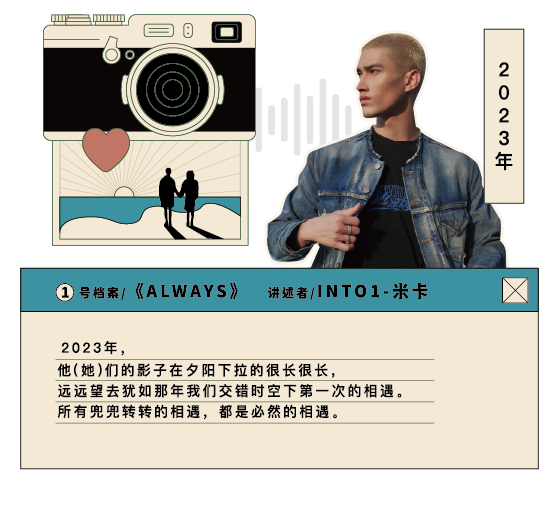 2023年
1 号档案/《ALWAYS》 讲述者/INTO1-米卡
2023年，
他(她)们的影子在夕阳下拉的很长很长，
远远望去犹如那年我们交错时空下第一次的相遇。
所有兜兜转转的相遇，都是必然的相遇。